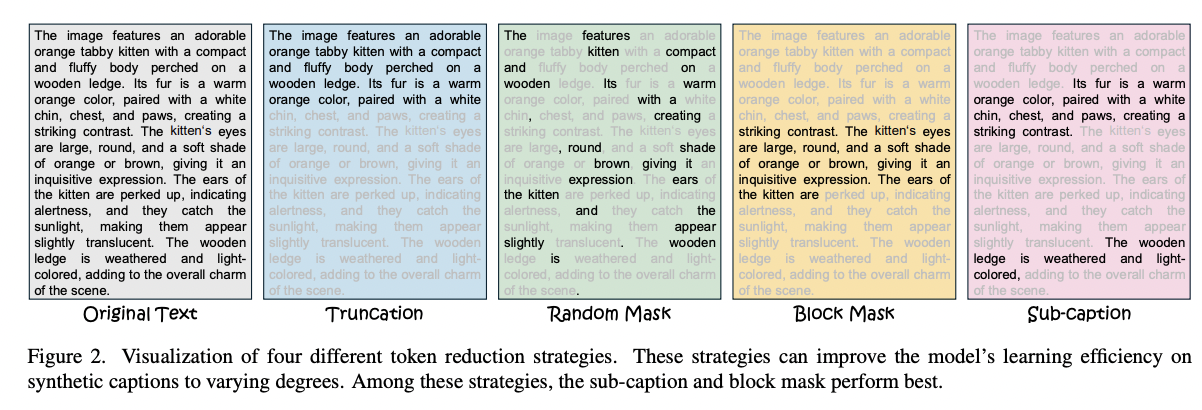 The image features an adorable
orange tabby kitten with a compact
and fluffy body perched on a
wooden ledge. Its fur is a warm
orange color, paired with a white
chin, chest, and paws, creating a
striking contrast. The kitten's eyes
are large, round, and a soft shade
of orange or brown, giving it an
inquisitive expression. The ears of
the kitten are perked up, indicating
alertness, and they catch the
sunlight, making them appear
slightly translucent. The wooden
ledge is weathered and light-
colored, adding to the overall charm
of the scene.
Original Text
The image features an adorable
orange tabby kitten with a compact
and fluffy body perched on a
wooden ledge. Its fur is a warm
orange color, paired with a white
chin, chest, and paws, creating a
striking contrast. The kitten's eyes
are large, round, and a soft shade
of orange or brown, giving it an
inquisitive expression. The ears of
the kitten are perked up, indicating
alertness, and they catch the
sunlight, making them appear
slightly translucent. The wooden
ledge is weathered and light-
colored, adding to the overall charm
of the scene.
Truncation
The image features an adorable
orange tabby kitten with a compact
and fluffy body perched on a
wooden ledge. Its fur is a warm
orange color, paired with a white
chin, chest, and paws, creating a
striking contrast. The kitten's eyes
are large, round, and a soft shade
of orange or brown, giving it an
inquisitive expression. The ears of
the kitten are perked up, indicating
alertness, and they catch the
sunlight, making them appear
slightly translucent. The wooden
ledge is weathered and light-
colored, adding to the overall charm
of the scene.
Random Mask
The image features an adorable
orange tabby kitten with a compact
and fluffy body perched on a
wooden ledge. Its fur is a warm
orange color, paired with a white
chin, chest, and paws, creating a
striking contrast. The kitten's eyes
are large, round, and a soft shade
of orange or brown, giving it an
inquisitive expression. The ears of
the kitten are perked up, indicating
alertness, and they catch the
sunlight, making them appear
slightly translucent. The wooden
ledge is weathered and light-
colored, adding to the overall charm
of the scene.
Block Mask
The image features an adorable
orange tabby kitten with a compact
and fluffy body perched on a
wooden ledge. Its fur is a warm
orange color, paired with a white
chin, chest, and paws, creating a
striking contrast. The kitten's eyes
are large, round, and a soft shade
of orange or brown, giving it an
inquisitive expression. The ears of
the kitten are perked up, indicating
alertness, and they catch the
sunlight, making them appear
slightly translucent. The wooden
ledge is weathered and light-
colored, adding to the overall charm
of the scene.
Sub-caption
Figure 2. Visualization of four different token reduction strategies. These strategies can improve the model's learning efficiency on
synthetic captions to varying degrees. Among these strategies, the sub-caption and block mask perform best.